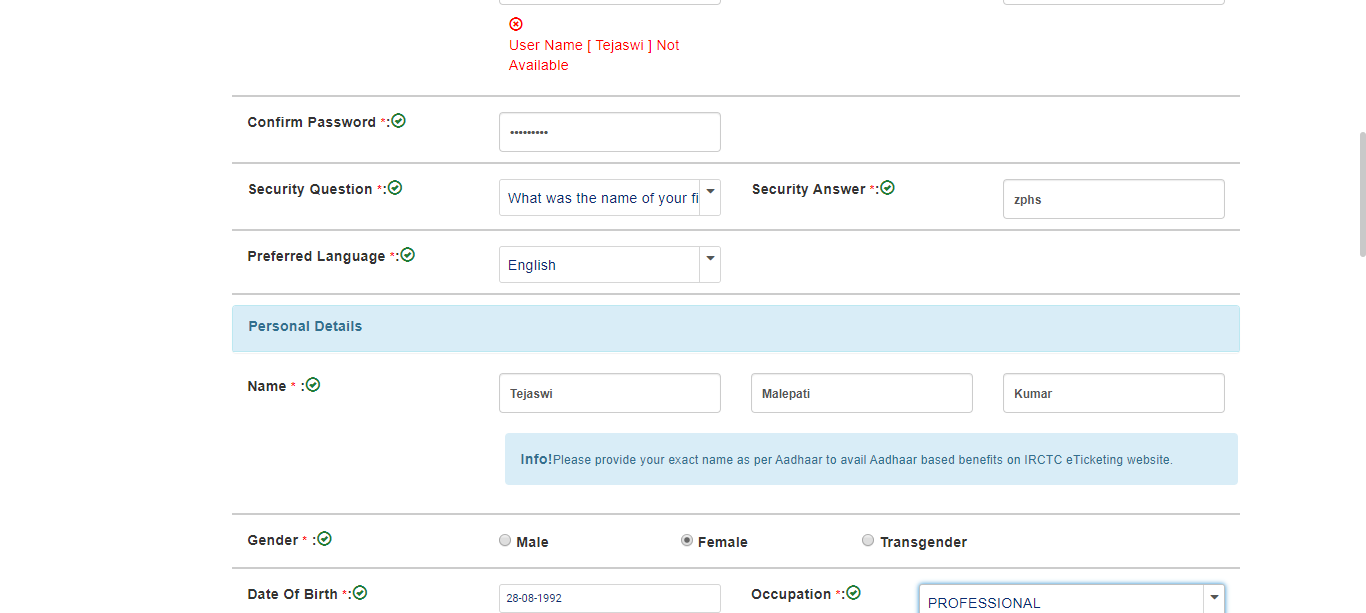 User Name [ Tejaswi ] Not
Available
Confirm Password *:
•••••••••
Security Question *:
What was the name of your fi
Security Answer *:
zphs
Preferred Language *:
English
Personal Details
Name * :
Tejaswi Malepati Kumar
Info!Please provide your exact name as per Aadhaar to avail Aadhaar based benefits on IRCTC eTicketing website.
Gender * :
Male Female Transgender
Date Of Birth *:
28-08-1992
Occupation *:
PROFESSIONAL